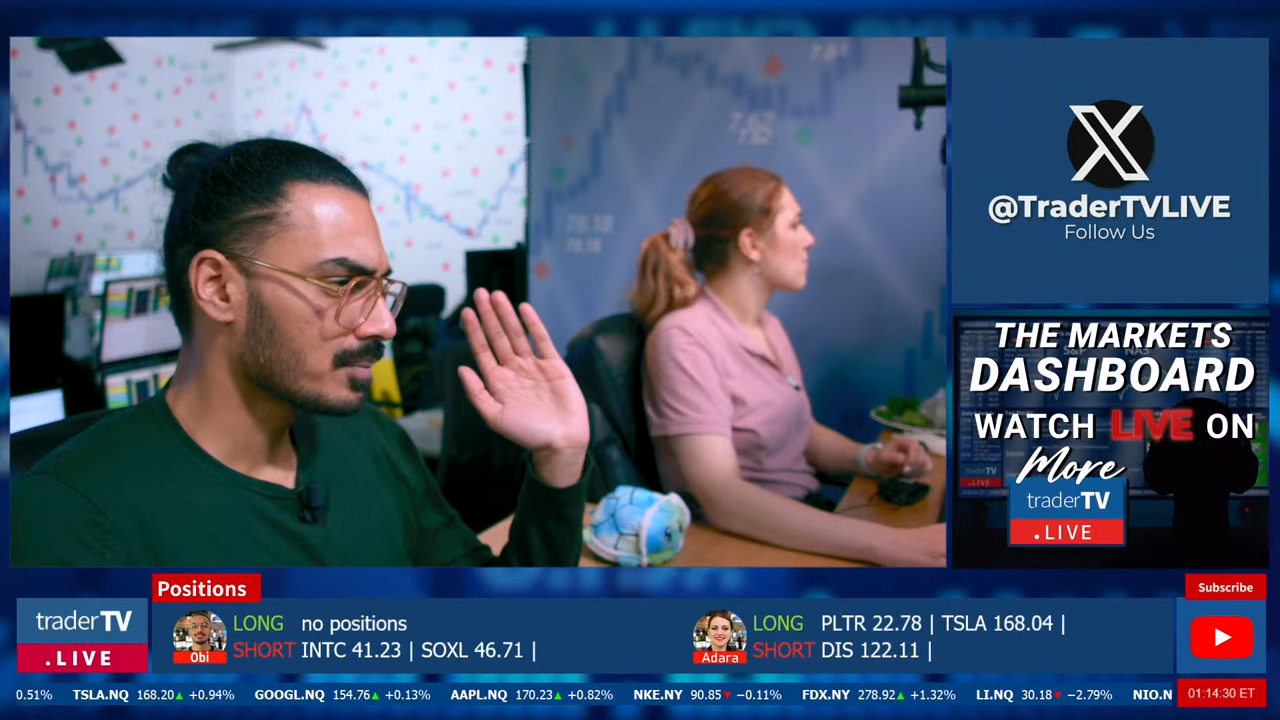 @TraderTVLIVE
Follow Us
THE MARKETS
DASHBOARD
WATCH LIVE ON
More
traderTV
.LIVE
Positions
Subscribe
traderTV
.LIVE
Obi
LONG no positions
SHORT INTC 41.23 | SOXL 46.71 |
Adara
LONG PLTR 22.78 | TSLA 168.04 |
SHORT DIS 122.11 |
0.51% TSLA.NQ 168.20▲ +0.94% GOOGL.NQ 154.76▲ +0.13% AAPL.NQ 170.23▲ +0.82% NKE.NY 90.85▼ −0.11% FDX.NY 278.92▲ +1.32% LI.NQ 30.18▼ −2.79% NIO.N
01:14:30 ET